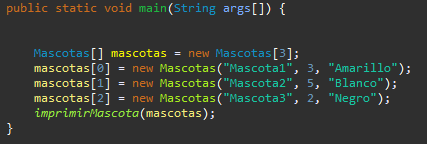 public static void main(String args[]) {
Mascotas[] mascotas = new Mascotas[3];
mascotas[0] = new Mascotas("Mascota1", 3, "Amarillo");
mascotas[1] = new Mascotas("Mascota2", 5, "Blanco");
mascotas[2] = new Mascotas("Mascota3", 2, "Negro");
imprimirMascota(mascotas);
}